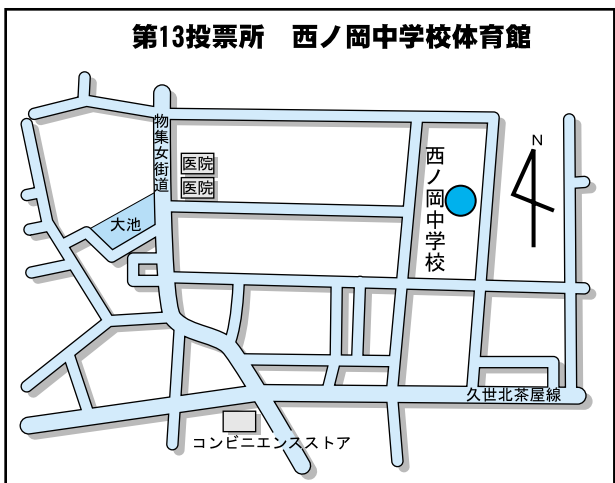 第13投票所　西ノ岡中学校体育館
N
物集女街道
医院
医院
西ノ岡中学校
大池
久世北茶屋線
コンビニエンスストア